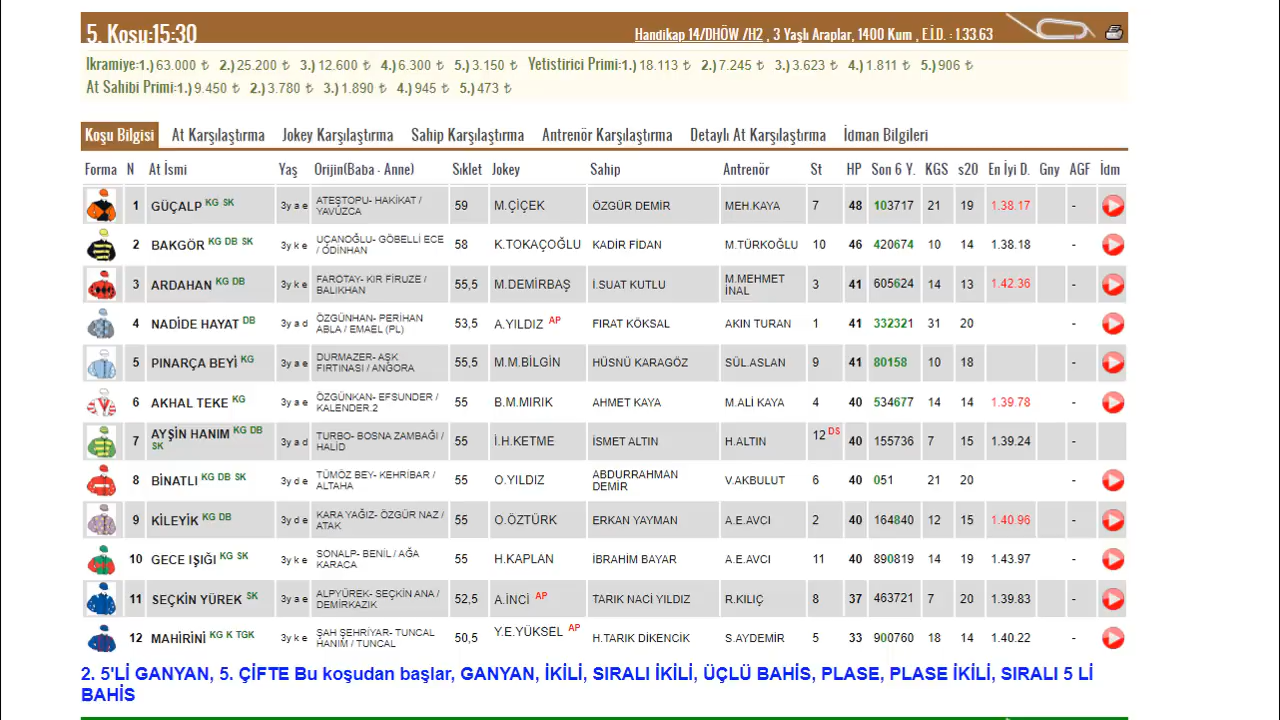 5. Koşu:15:30
Handikap 14/DHÖW /H2 , 3 Yaşlı Araplar, 1400 Kum , E.İ.D. : 1.33.63
Ikramiye:1.) 63.000 ₺ 2.) 25.200 ₺ 3.) 12.600 ₺ 4.) 6.300 ₺ 5.) 3.150 ₺ Yetistirici Primi:1.) 18.113 ₺ 2.) 7.245 ₺ 3.) 3.623 ₺ 4.) 1.811 ₺ 5.) 906 ₺
At Sahibi Primi:1.) 9.450 ₺ 2.) 3.780 ₺ 3.) 1.890 ₺ 4.) 945 ₺ 5.) 473 ₺
Koşu Bilgisi At Karşılaştırma Jokey Karşılaştırma Sahip Karşılaştırma Antrenör Karşılaştırma Detaylı At Karşılaştırma İdman Bilgileri
Forma N At İsmi Yaş Orijin(Baba - Anne) Sıklet Jokey Sahip Antrenör St HP Son 6 Y. KGS s20 En İyi D. Gny AGF İdm
1 GÜÇALP KG SK 3y a e ATEŞTOPU- HAKİKAT / YAVUZCA 59 M.ÇİÇEK ÖZGÜR DEMİR MEH.KAYA 7 48 103717 21 19 1.38.17 -
2 BAKGÖR KG DB SK 3y k e UÇANOĞLU- GÖBELLİ ECE / ÖDİNHAN 58 K.TOKAÇOĞLU KADİR FİDAN M.TÜRKOĞLU 10 46 420674 10 14 1.38.18 -
3 ARDAHAN KG DB 3y k e FAROTAY- KIR FİRUZE / BALIKHAN 55,5 M.DEMİRBAŞ İ.SUAT KUTLU M.MEHMET İNAL 3 41 605624 14 13 1.42.36 -
4 NADİDE HAYAT DB 3y a d ÖZGÜNHAN- PERİHAN ABLA / EMAEL (PL) 53,5 A.YILDIZ AP FIRAT KÖKSAL AKIN TURAN 1 41 332321 31 20 -
5 PINARÇA BEYİ KG 3y a e DURMAZER- AŞK FIRTINASI / ANGORA 55,5 M.M.BİLGİN HÜSNÜ KARAGÖZ SÜL.ASLAN 9 41 80158 10 18 -
6 AKHAL TEKE KG 3y a e ÖZGÜNKAN- EFSUNDER / KALENDER.2 55 B.M.MIRIK AHMET KAYA M.ALİ KAYA 4 40 534677 14 14 1.39.78 -
7 AYŞİN HANIM KG DB SK 3y a d TURBO- BOSNA ZAMBAĞI / HALİD 55 İ.H.KETME İSMET ALTIN H.ALTIN 12 DS 40 155736 7 15 1.39.24 -
8 BİNATLI KG DB SK 3y d e TÜMÖZ BEY- KEHRİBAR / ALTAHA 55 O.YILDIZ ABDURRAHMAN DEMİR V.AKBULUT 6 40 051 21 20 -
9 KİLEYİK KG DB 3y d e KARA YAĞIZ- ÖZGÜR NAZ / ATAK 55 O.ÖZTÜRK ERKAN YAYMAN A.E.AVCI 2 40 164840 12 15 1.40.96 -
10 GECE IŞIĞI KG SK 3y k e SONALP- BENİL / AĞA KARACA 55 H.KAPLAN İBRAHİM BAYAR A.E.AVCI 11 40 890819 14 19 1.43.97 -
11 SEÇKİN YÜREK SK 3y a e ALPYÜREK- SEÇKİN ANA / DEMİRKAZIK 52,5 A.İNCİ AP TARIK NACİ YILDIZ R.KILIÇ 8 37 463721 7 20 1.39.83 -
12 MAHİRİNİ KG K TGK 3y k e ŞAH ŞEHRİYAR- TUNCAL HANIM / TUNCAL 50,5 Y.E.YÜKSEL AP H.TARIK DİKENCİK S.AYDEMİR 5 33 900760 18 14 1.40.22 -
2. 5'Lİ GANYAN, 5. ÇİFTE Bu koşudan başlar, GANYAN, İKİLİ, SIRALI İKİLİ, ÜÇLÜ BAHİS, PLASE, PLASE İKİLİ, SIRALI 5 Lİ
BAHİS